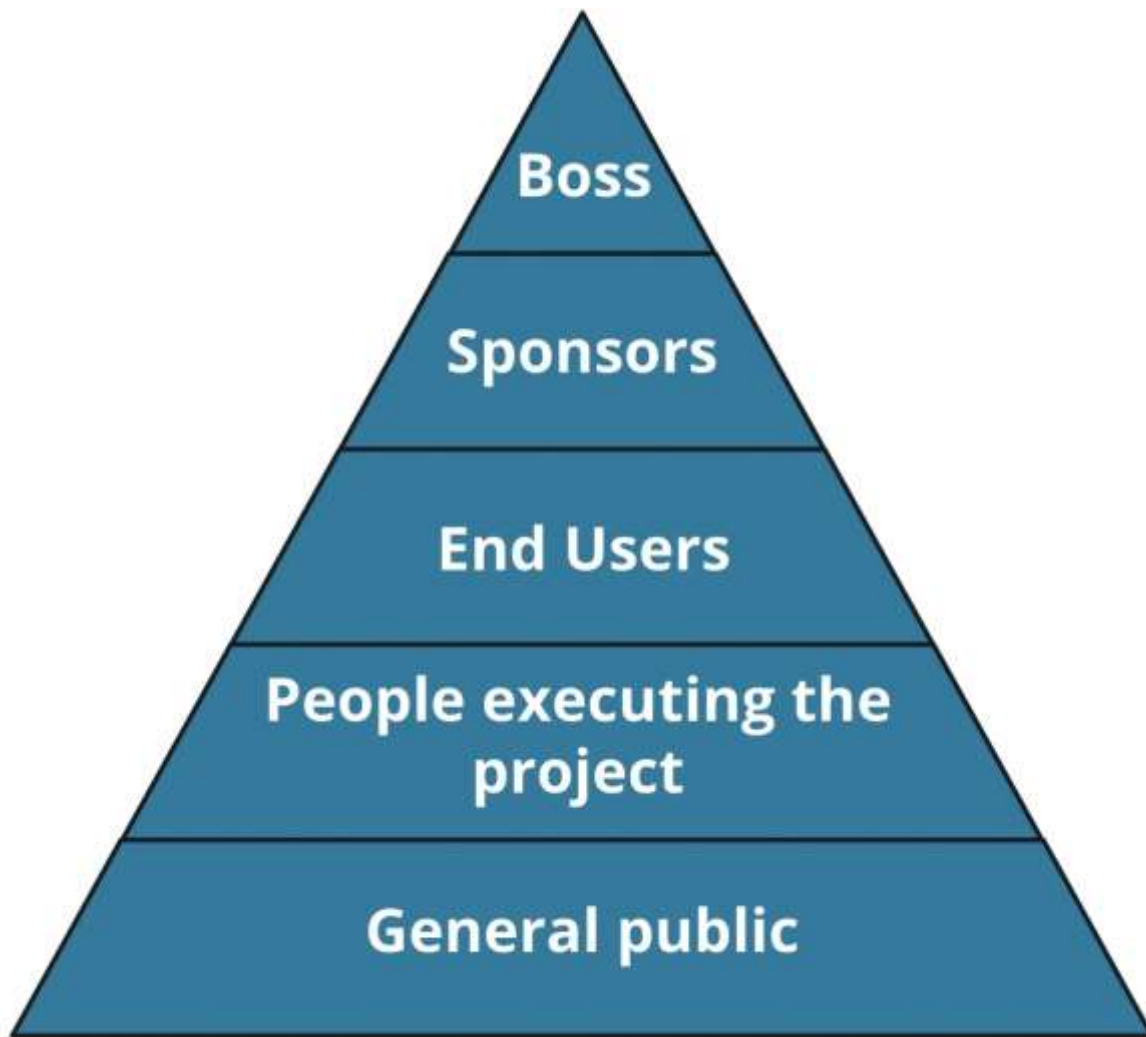 Boss
Sponsors
End Users
People executing the
project
General public